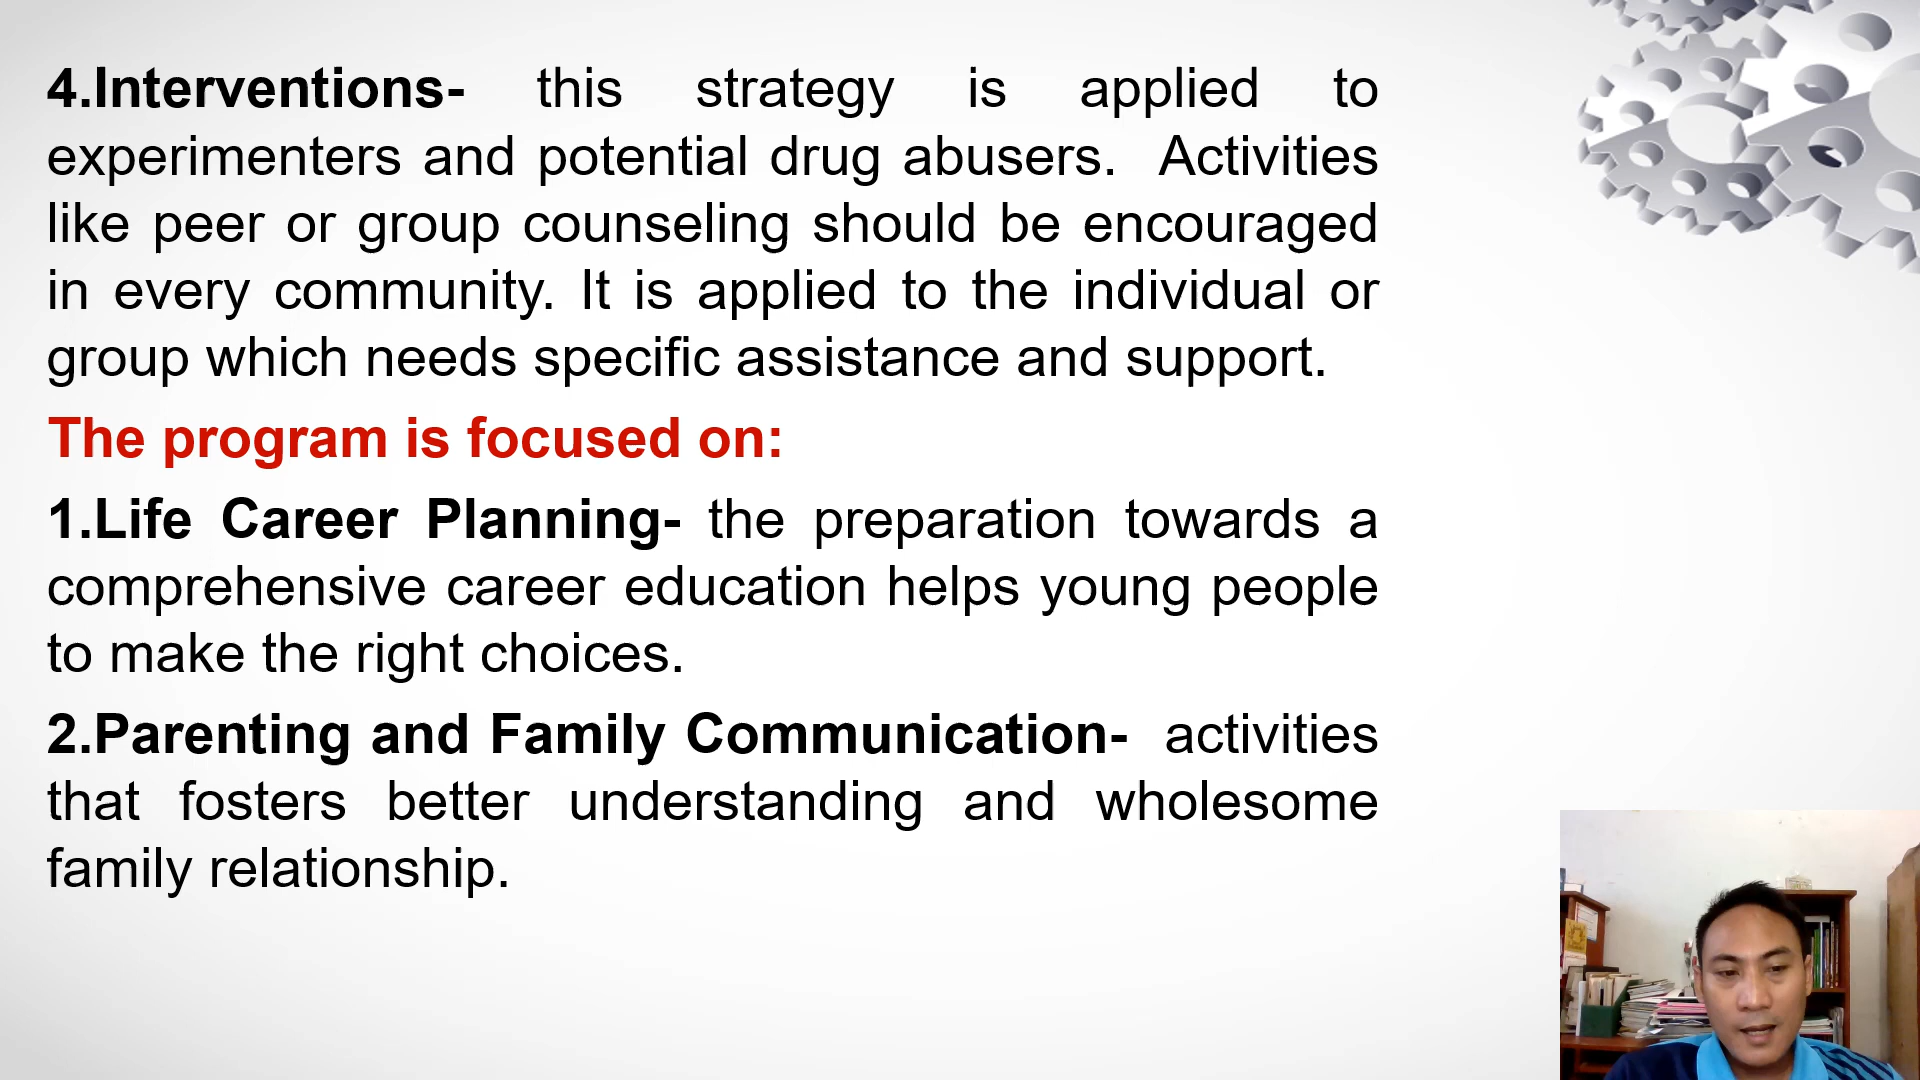 4.Interventions- this strategy is applied to
experimenters and potential drug abusers. Activities
like peer or group counseling should be encouraged
in every community. It is applied to the individual or
group which needs specific assistance and support.
The program is focused on:
1.Life Career Planning- the preparation towards a
comprehensive career education helps young people
to make the right choices.
2.Parenting and Family Communication- activities
that fosters better understanding and wholesome
family relationship.